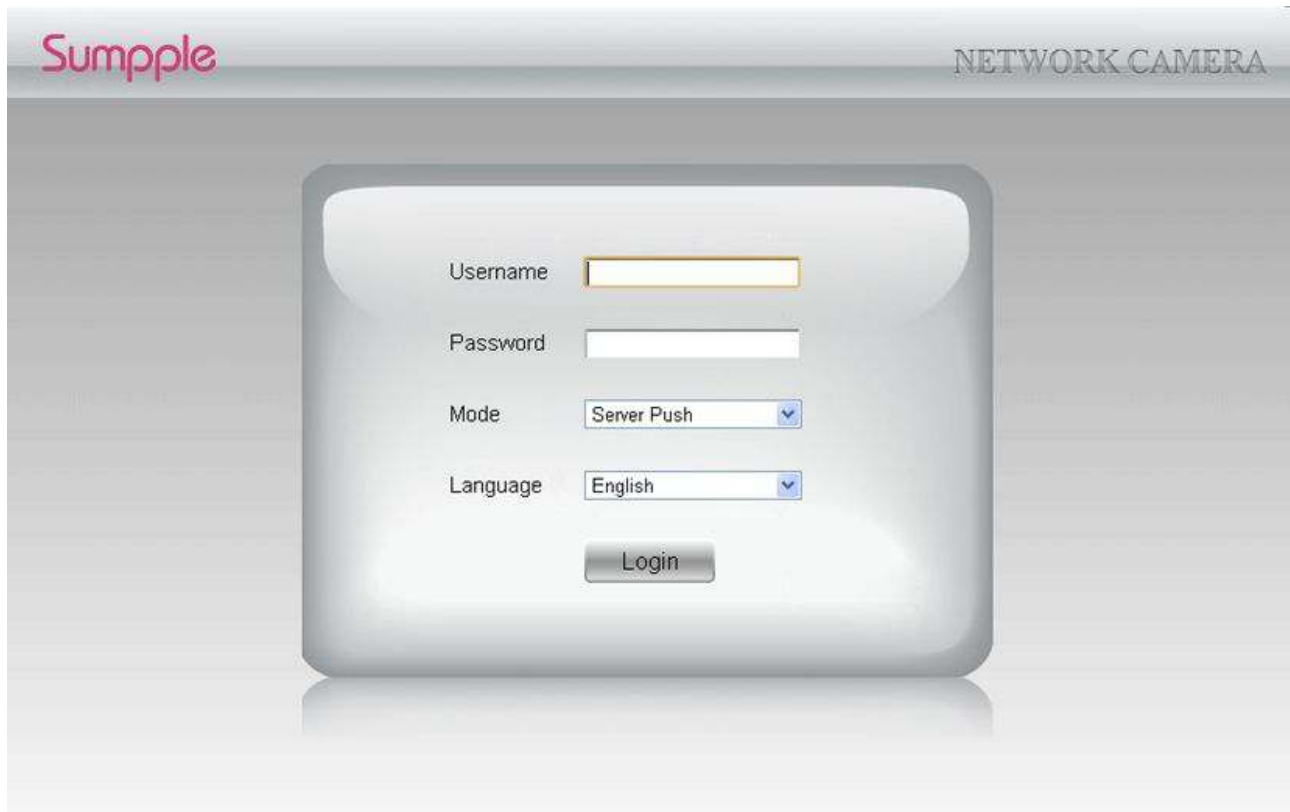 Sumpple
NETWORK CAMERA
Username
Password
Mode
Server Push
Language
English
Login